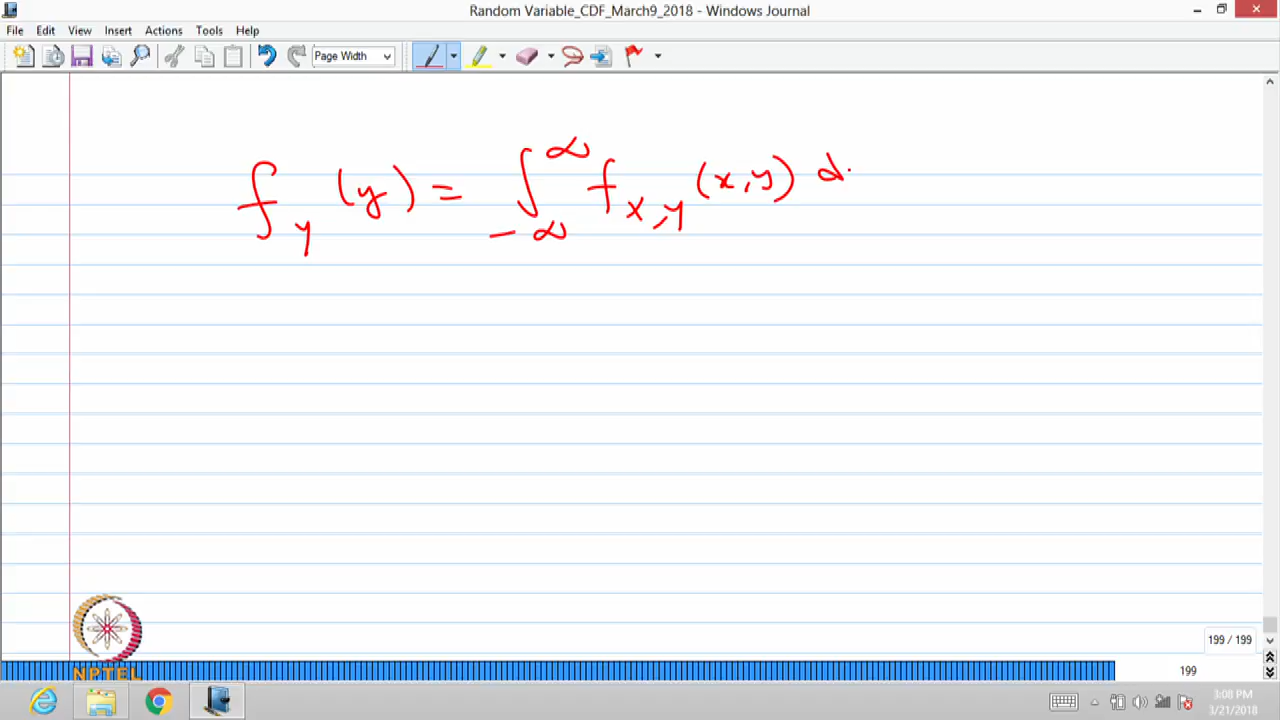 Random Variable_CDF_March9_2018 - Windows Journal
File Edit View Insert Actions Tools Help
Page Width
f_y (y) = ∫_{-∞}^{∞} f_{x,y} (x,y) d
199 / 199
NPTEL
199
3:08 PM
3/21/2018